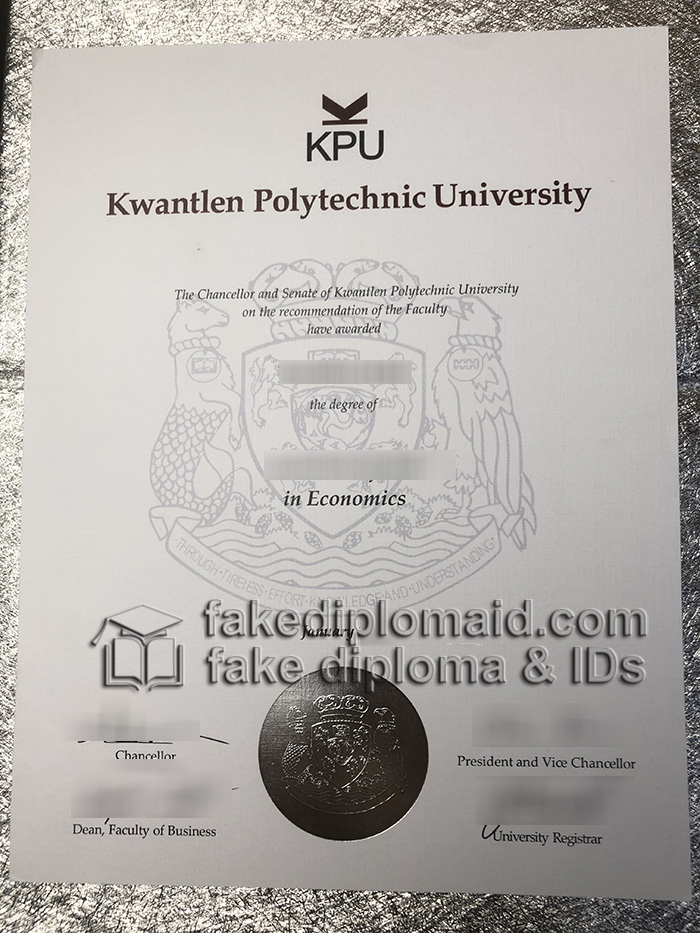 KPU
Kwantlen Polytechnic University
The Chancellor and Senate of Kwantlen Polytechnic University
on the recommendation of the Faculty
have awarded
the degree of
in Economics
THROUGH·TIRELESS·EFFORT·KNOWLEDGE·AND·UNDERSTANDING
January
fakediplomaid.com
fake diploma & IDs
Chancellor
President and Vice Chancellor
Dean, Faculty of Business
University Registrar